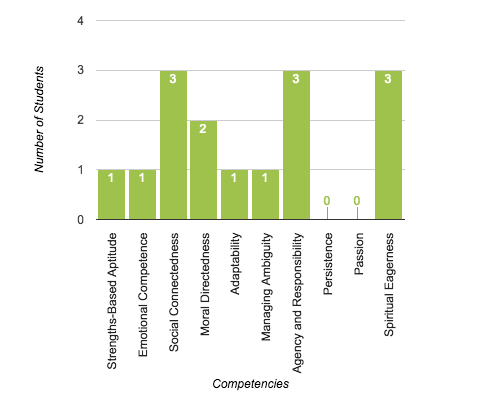 4
3
2
1
0
Number of Students
1
1
3
2
1
1
3
0
0
3
Strengths-Based Aptitude
Emotional Competence
Social Connectedness
Moral Directedness
Adaptability
Managing Ambiguity
Agency and Responsibility
Persistence
Passion
Spiritual Eagerness
Competencies